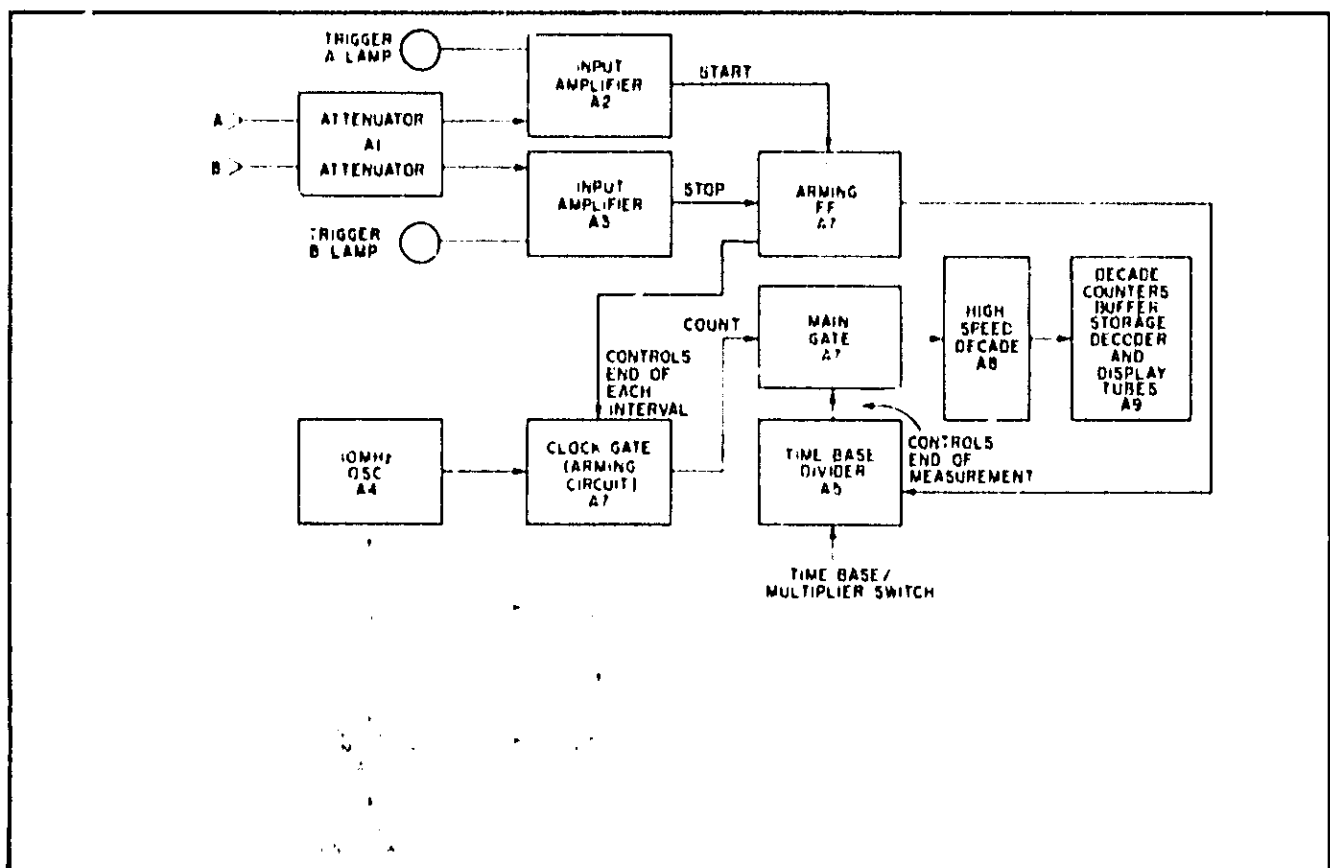 TRIGGER
A LAMP
INPUT
AMPLIFIER
A2
START
A
ATTENUATOR
A1
B
ATTENUATOR
INPUT
AMPLIFIER
A3
STOP
ARMING
FF
A7
TRIGGER
B LAMP
COUNT
MAIN
GATE
A7
HIGH
SPEED
DECADE
A8
DECADE
COUNTERS
BUFFER
STORAGE
DECODER
AND
DISPLAY
TUBES
A9
CONTROLS
END OF
EACH
INTERVAL
10MHz
OSC
A4
CLOCK GATE
(ARMING
CIRCUIT)
A7
TIME BASE
DIVIDER
A5
CONTROLS
END OF
MEASUREMENT
TIME BASE/
MULTIPLIER SWITCH